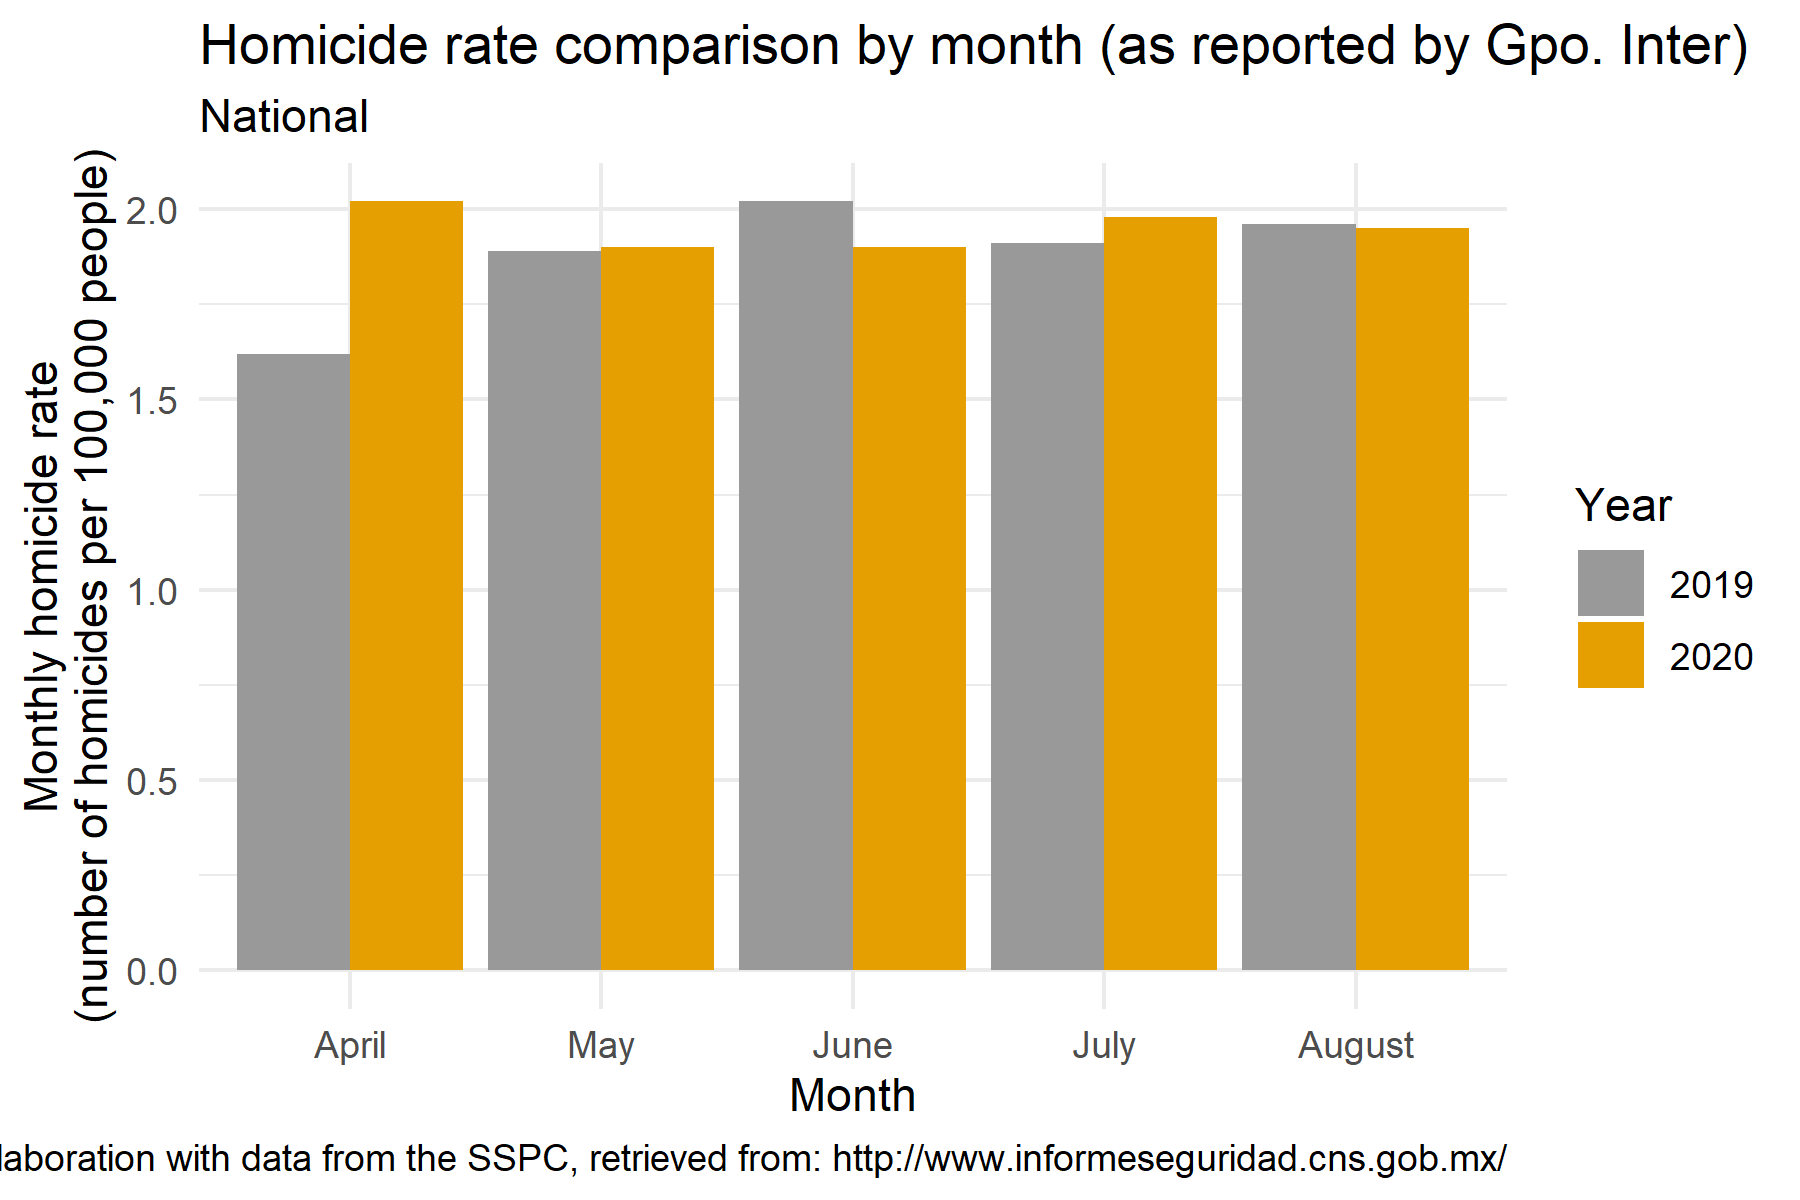 Homicide rate comparison by month (as reported by Gpo. Inter)
National
Monthly homicide rate
(number of homicides per 100,000 people)
2.0
1.5
1.0
0.5
0.0
April
May
June
July
August
Month
Year
2019
2020
laboration with data from the SSPC, retrieved from: http://www.informeseguridad.cns.gob.mx/